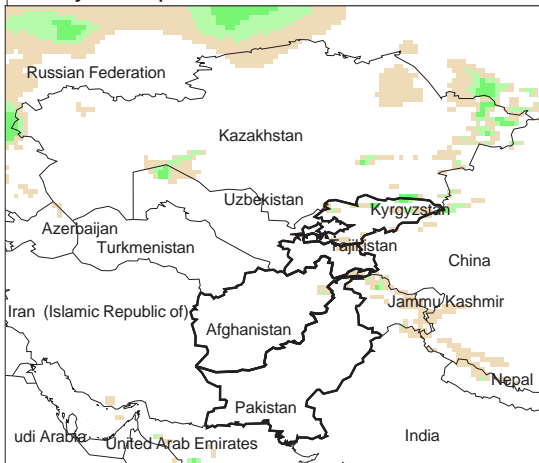 Russian Federation
Kazakhstan
Uzbekistan
Kyrgyzstan
Azerbaijan
Turkmenistan
Tajikistan
China
Iran (Islamic Republic of)
Jammu Kashmir
Afghanistan
Nepal
Pakistan
udi Arabia
United Arab Emirates
India